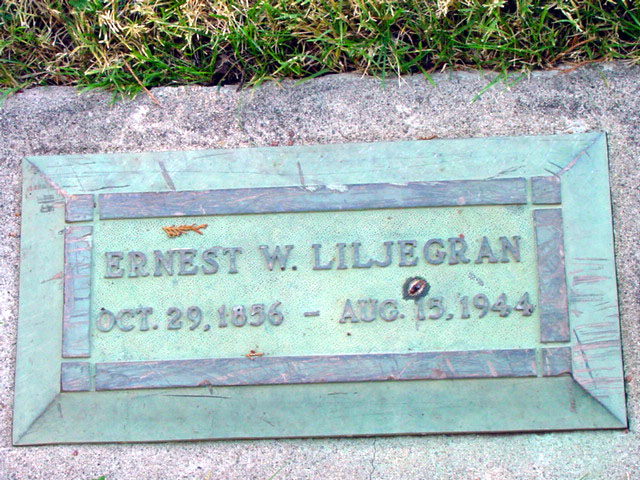 ERNEST W. LILJEGRAN
OCT. 29, 1856 – AUG. 15, 1944